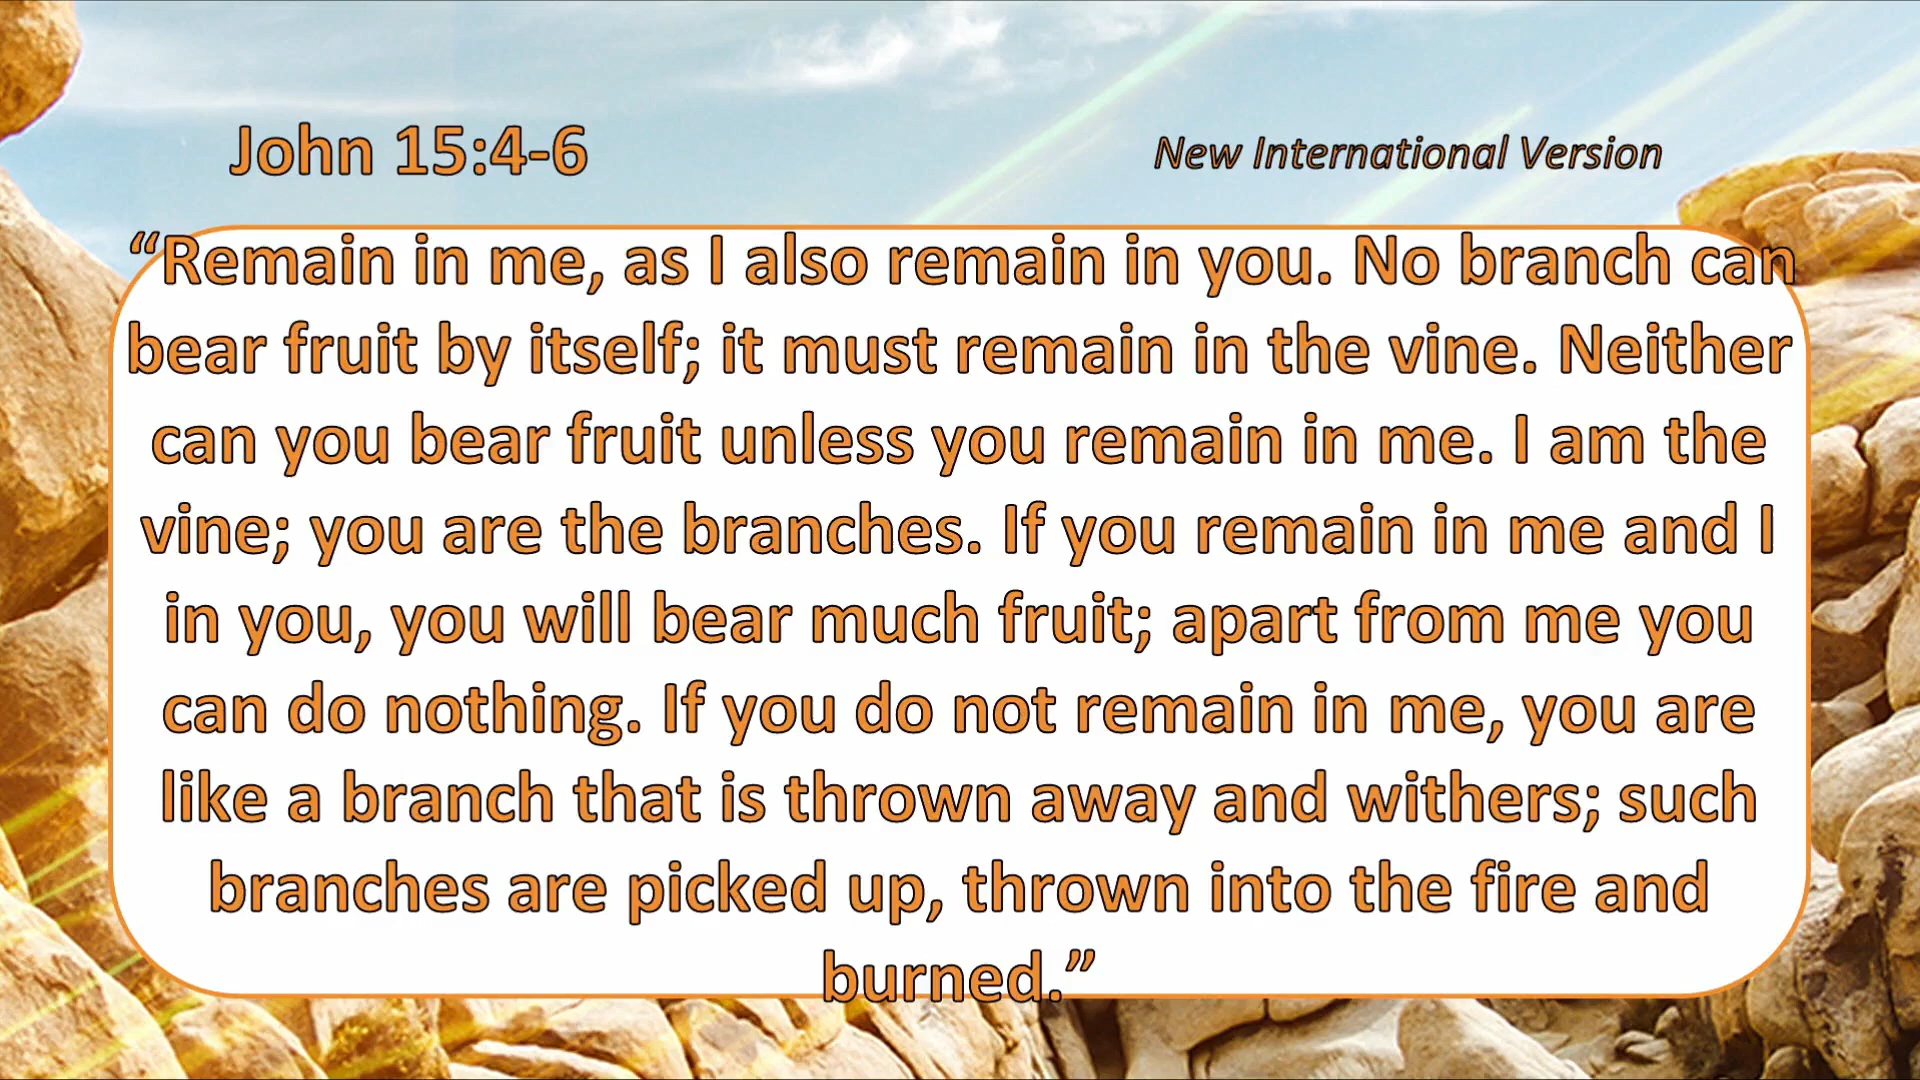 John 15:4-6
New International Version
“Remain in me, as I also remain in you. No branch can
bear fruit by itself; it must remain in the vine. Neither
can you bear fruit unless you remain in me. I am the
vine; you are the branches. If you remain in me and I
in you, you will bear much fruit; apart from me you
can do nothing. If you do not remain in me, you are
like a branch that is thrown away and withers; such
branches are picked up, thrown into the fire and
burned.”